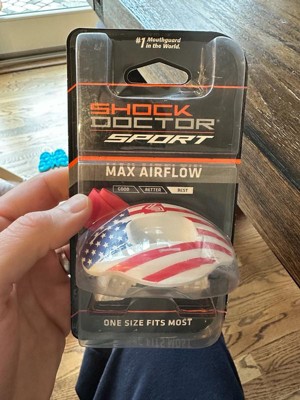 #1 Mouthguard
in the World.
SHOCK
DOCTOR
SPORT
MAX AIRFLOW
GOOD BETTER BEST
ONE SIZE FITS MOST